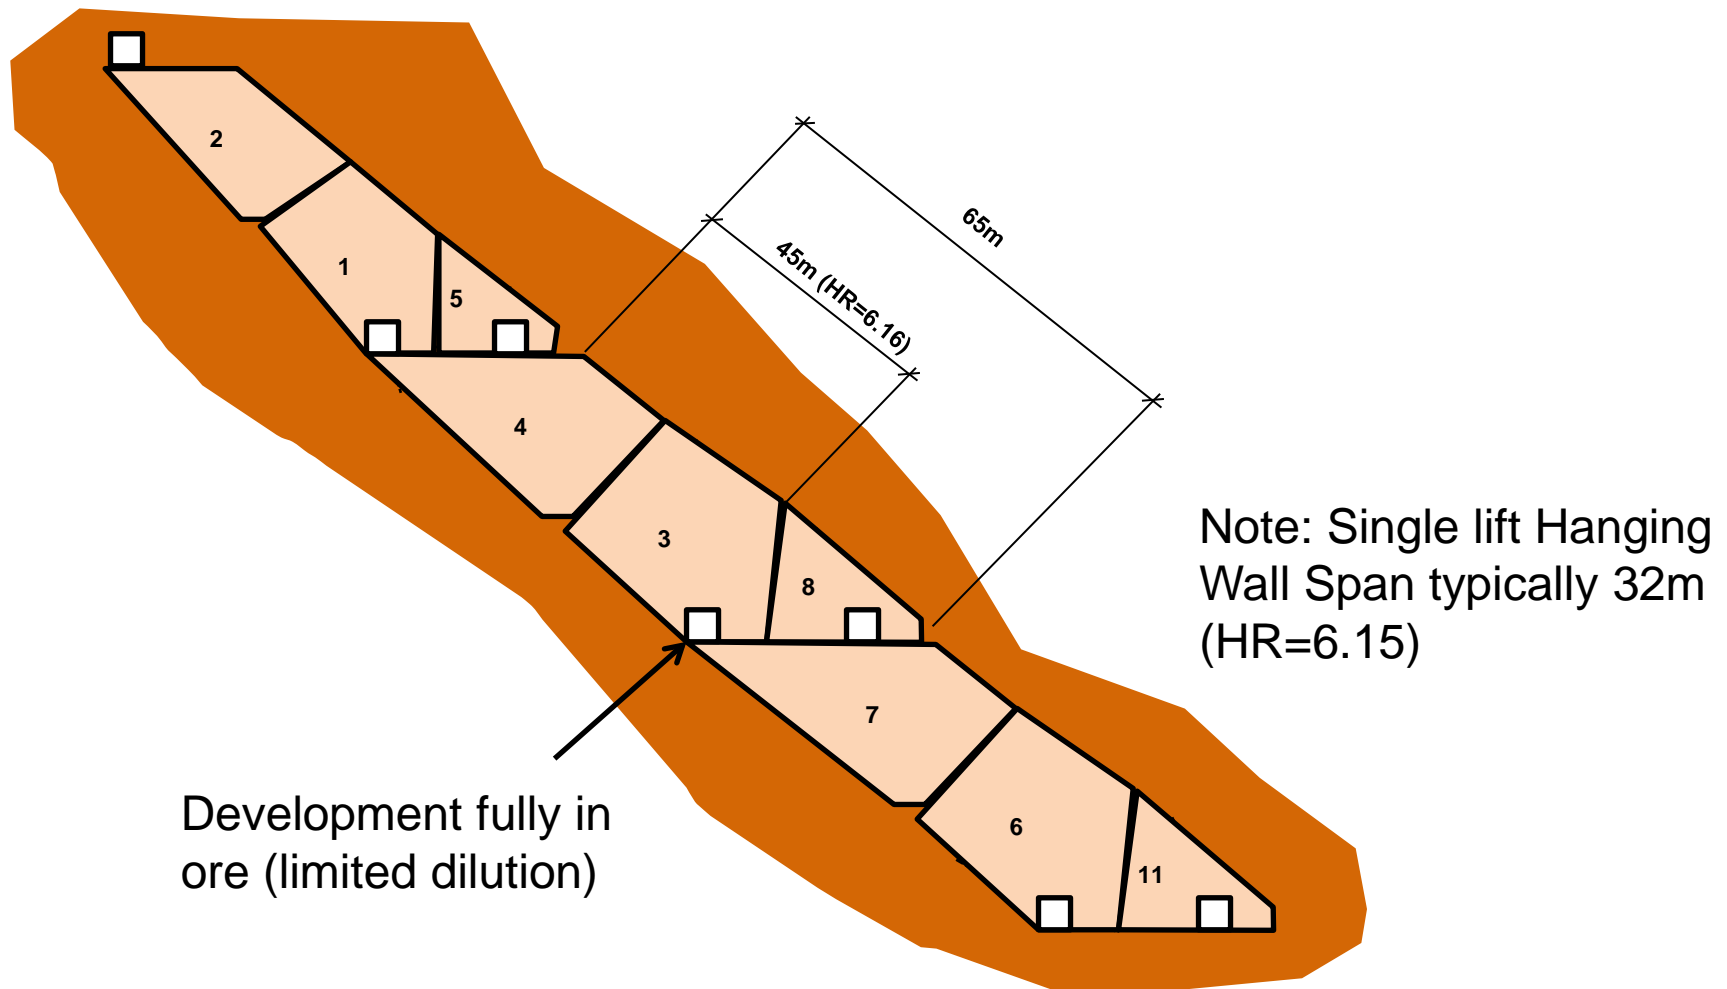 2
65m
45m (HR=6.16)
1
5
4
Note: Single lift Hanging
Wall Span typically 32m
(HR=6.15)
3
8
7
Development fully in
ore (limited dilution)
6
11